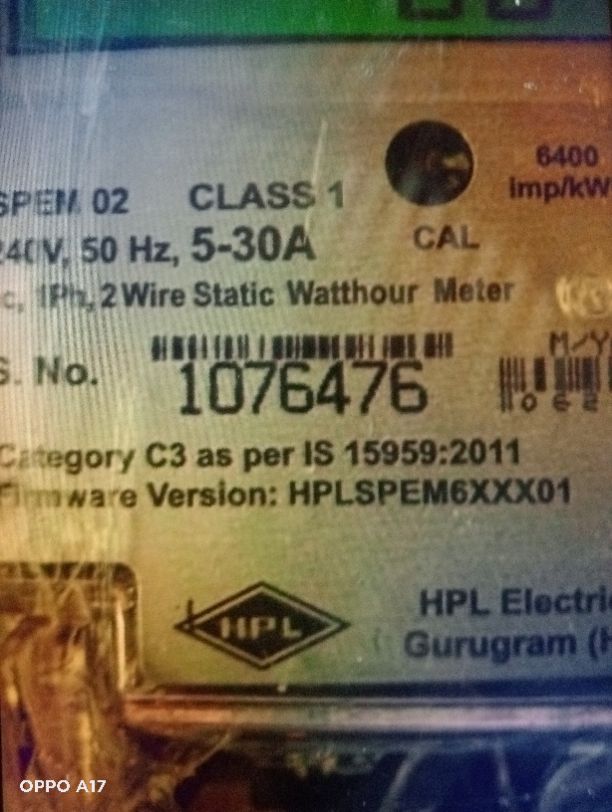 SPEM 02 CLASS 1
6400
imp/kW
240V, 50 Hz, 5-30A
CAL
c, 1Ph, 2 Wire Static Watthour Meter
S. No.
1076476
M/Y
Category C3 as per IS 15959:2011
Firmware Version: HPLSPEM6XXX01
HPL
HPL Electri
Gurugram (
OPPO A17